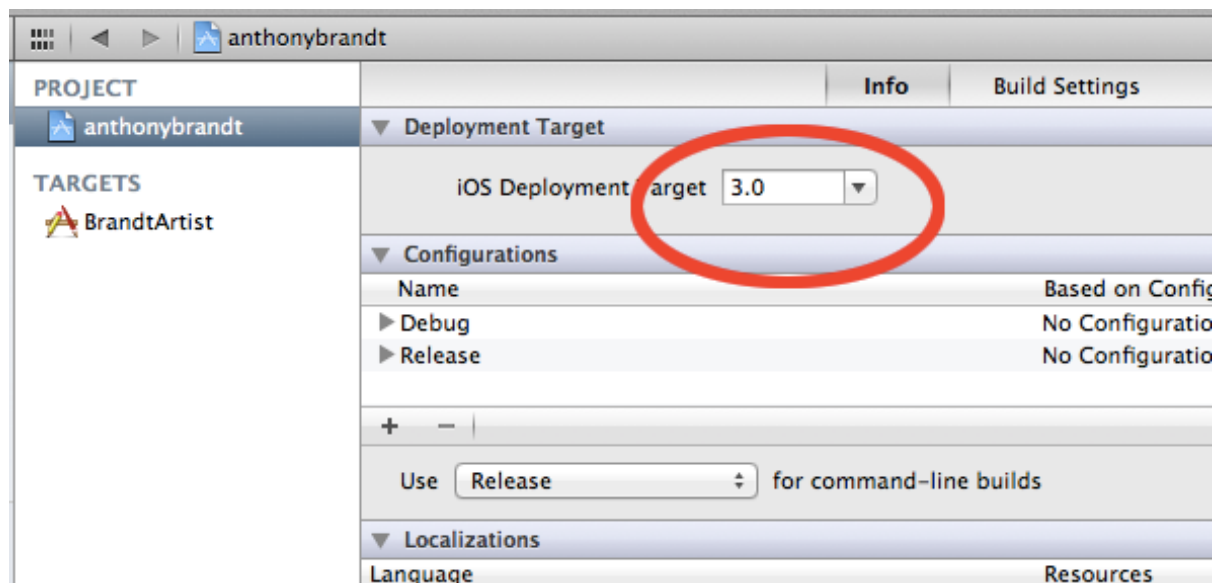 anthonybrandt
PROJECT
anthonybrandt
TARGETS
BrandtArtist
Info Build Settings
Deployment Target
iOS Deployment Target 3.0
Configurations
Name Based on Config
Debug No Configuratio
Release No Configuratio
+ −
Use Release for command-line builds
Localizations
Language Resources